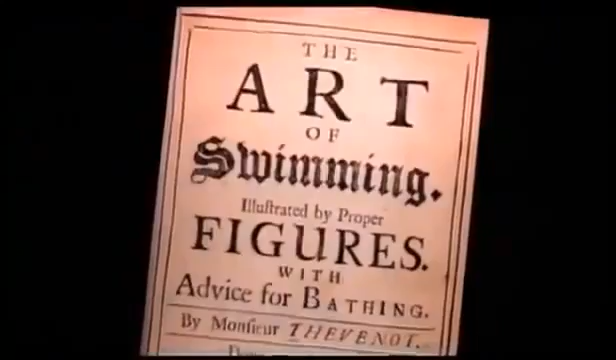 THE
ART
OF
Swimming.
Illuſtrated by Proper
FIGURES.
WITH
Advice for BATHING.
By Monſieur THEVENOT.